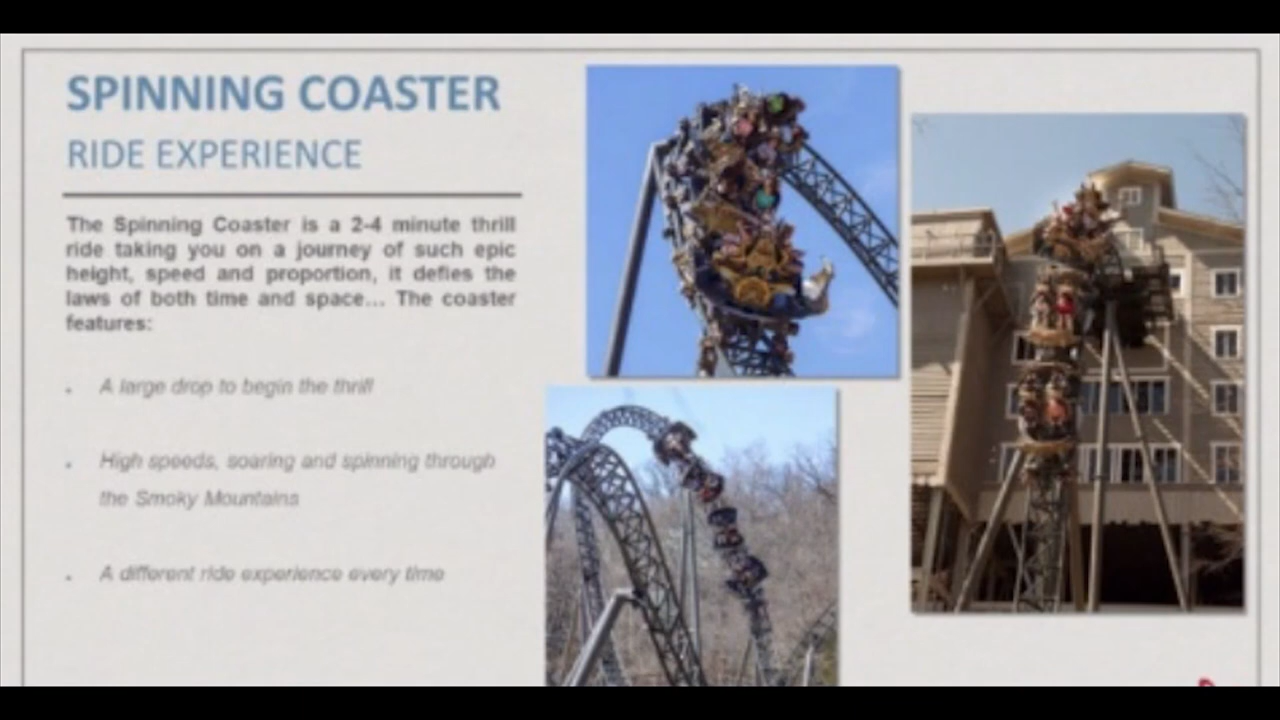 SPINNING COASTER
RIDE EXPERIENCE
The Spinning Coaster is a 2-4 minute thrill
ride taking you on a journey of such epic
height, speed and proportion, it defies the
laws of both time and space... The coaster
features:
. A large drop to begin the thrill
. High speeds, soaring and spinning through
the Smoky Mountains
. A different ride experience every time